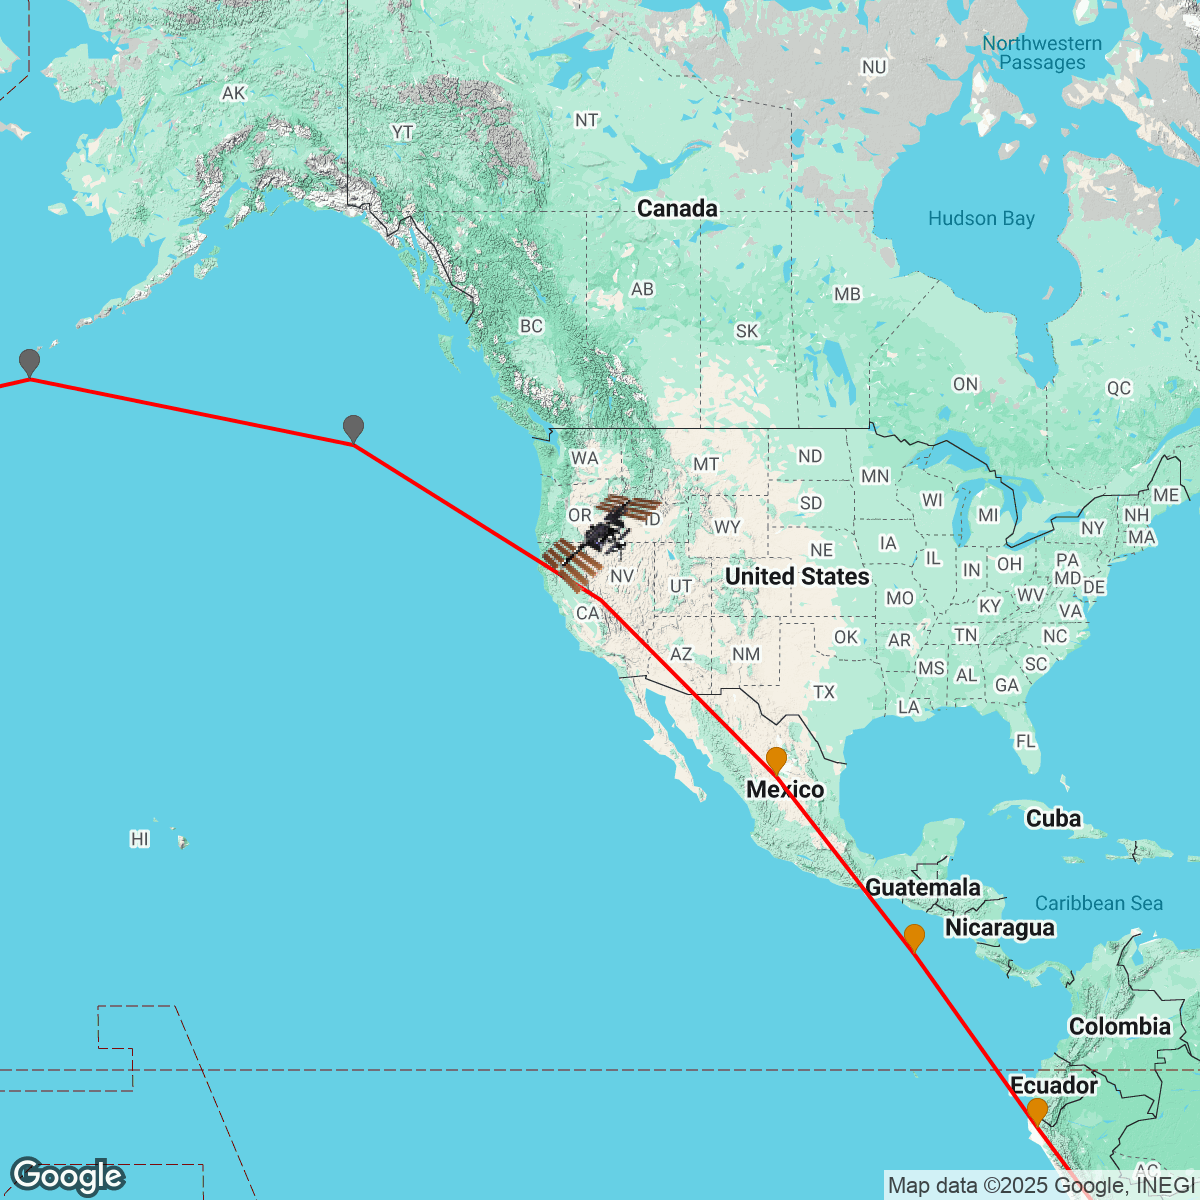 Northwestern
Passages
NU
AK
NT
YT
Canada
Hudson Bay
AB
MB
BC
SK
ON
QC
WA
MT
ND
MN
ME
WI
SD
OR
ID
MI
NH
NY
WY
MA
IA
NE
IL
OH
PA
IN
United States
NV
UT
MD
DE
WV
MO
KY
VA
CA
TN
NC
OK
AR
AZ
NM
SC
MS
AL
GA
TX
LA
FL
Mexico
Cuba
HI
Guatemala
Caribbean Sea
Nicaragua
Colombia
Ecuador
AC
Google
Map data ©2025 Google, INEGI